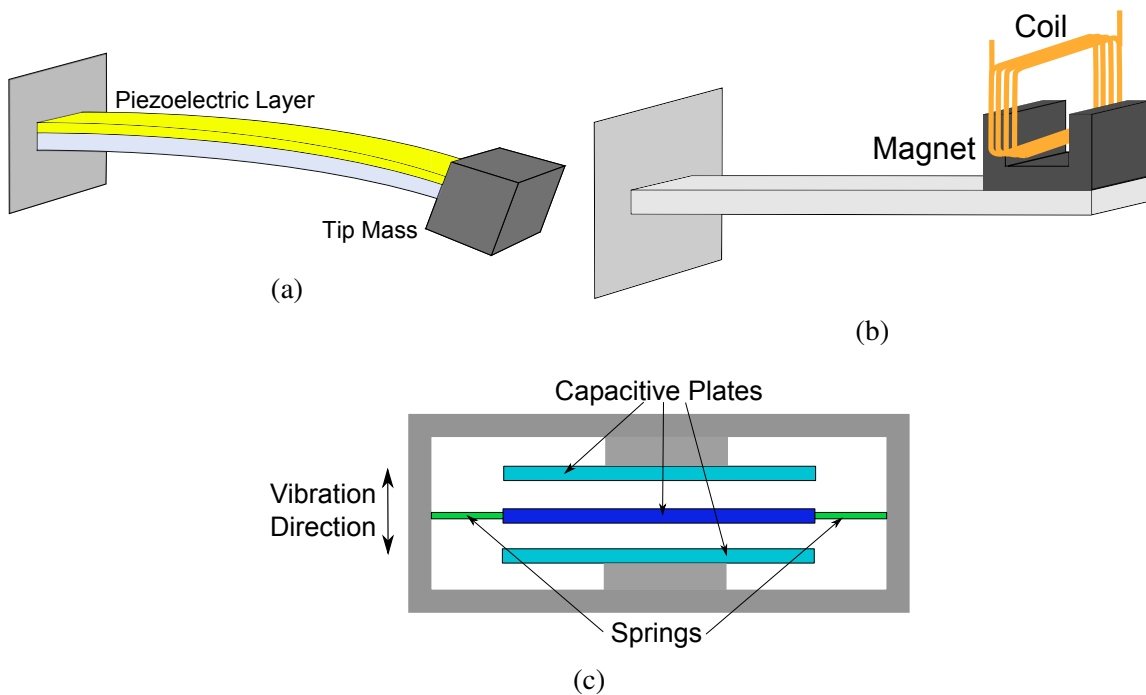 Piezoelectric Layer
Tip Mass
(a)
Coil
Magnet
(b)
Capacitive Plates
Vibration
Direction
Springs
(c)